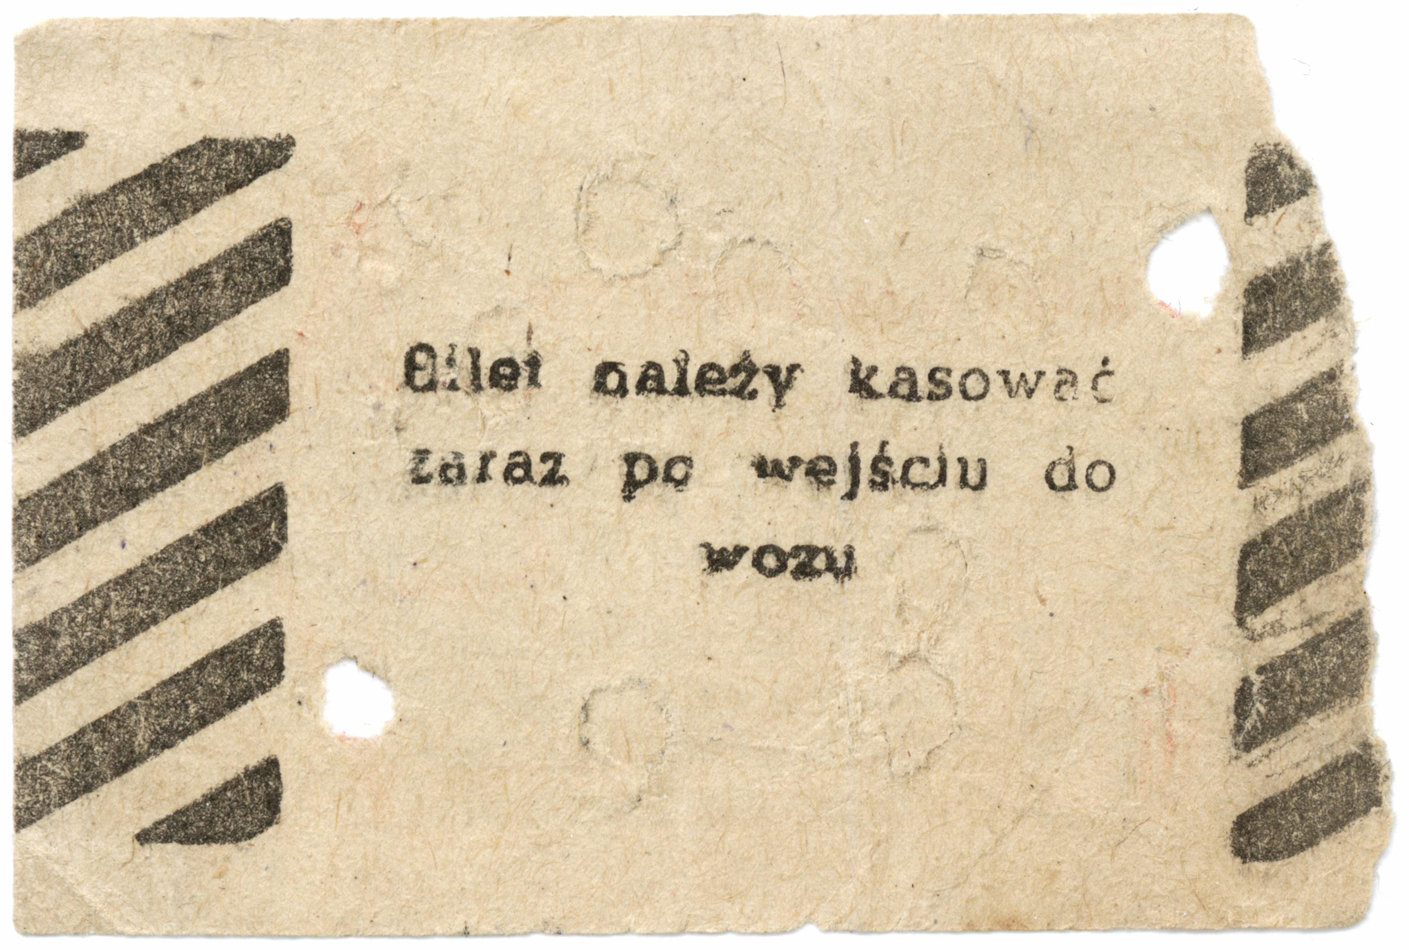 Bilet należy kasować
zaraz po wejściu do
wozu